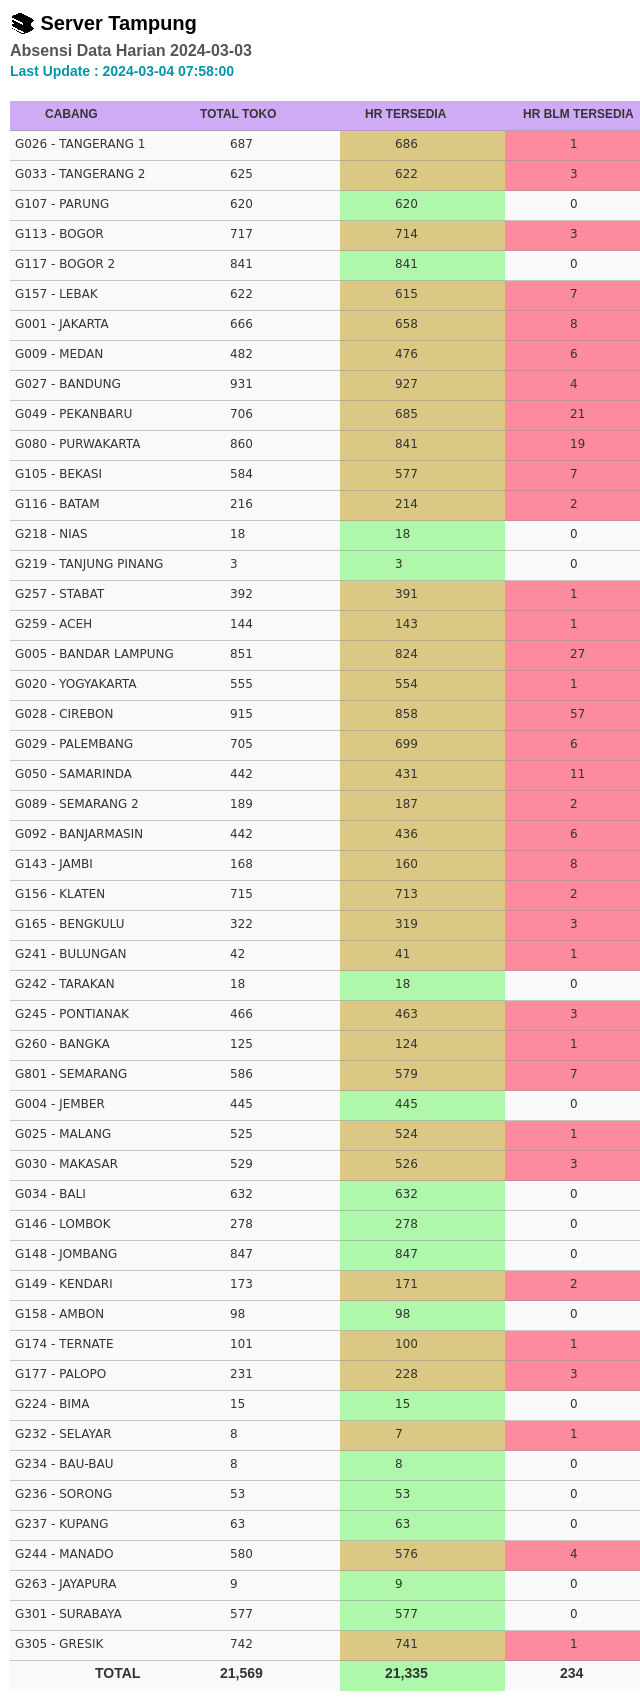 Server Tampung
Absensi Data Harian 2024-03-03
Last Update : 2024-03-04 07:58:00
CABANG TOTAL TOKO HR TERSEDIA HR BLM TERSEDIA
G026 - TANGERANG 1 687 686 1
G033 - TANGERANG 2 625 622 3
G107 - PARUNG 620 620 0
G113 - BOGOR 717 714 3
G117 - BOGOR 2 841 841 0
G157 - LEBAK 622 615 7
G001 - JAKARTA 666 658 8
G009 - MEDAN 482 476 6
G027 - BANDUNG 931 927 4
G049 - PEKANBARU 706 685 21
G080 - PURWAKARTA 860 841 19
G105 - BEKASI 584 577 7
G116 - BATAM 216 214 2
G218 - NIAS 18 18 0
G219 - TANJUNG PINANG 3 3 0
G257 - STABAT 392 391 1
G259 - ACEH 144 143 1
G005 - BANDAR LAMPUNG 851 824 27
G020 - YOGYAKARTA 555 554 1
G028 - CIREBON 915 858 57
G029 - PALEMBANG 705 699 6
G050 - SAMARINDA 442 431 11
G089 - SEMARANG 2 189 187 2
G092 - BANJARMASIN 442 436 6
G143 - JAMBI 168 160 8
G156 - KLATEN 715 713 2
G165 - BENGKULU 322 319 3
G241 - BULUNGAN 42 41 1
G242 - TARAKAN 18 18 0
G245 - PONTIANAK 466 463 3
G260 - BANGKA 125 124 1
G801 - SEMARANG 586 579 7
G004 - JEMBER 445 445 0
G025 - MALANG 525 524 1
G030 - MAKASAR 529 526 3
G034 - BALI 632 632 0
G146 - LOMBOK 278 278 0
G148 - JOMBANG 847 847 0
G149 - KENDARI 173 171 2
G158 - AMBON 98 98 0
G174 - TERNATE 101 100 1
G177 - PALOPO 231 228 3
G224 - BIMA 15 15 0
G232 - SELAYAR 8 7 1
G234 - BAU-BAU 8 8 0
G236 - SORONG 53 53 0
G237 - KUPANG 63 63 0
G244 - MANADO 580 576 4
G263 - JAYAPURA 9 9 0
G301 - SURABAYA 577 577 0
G305 - GRESIK 742 741 1
TOTAL 21,569 21,335 234